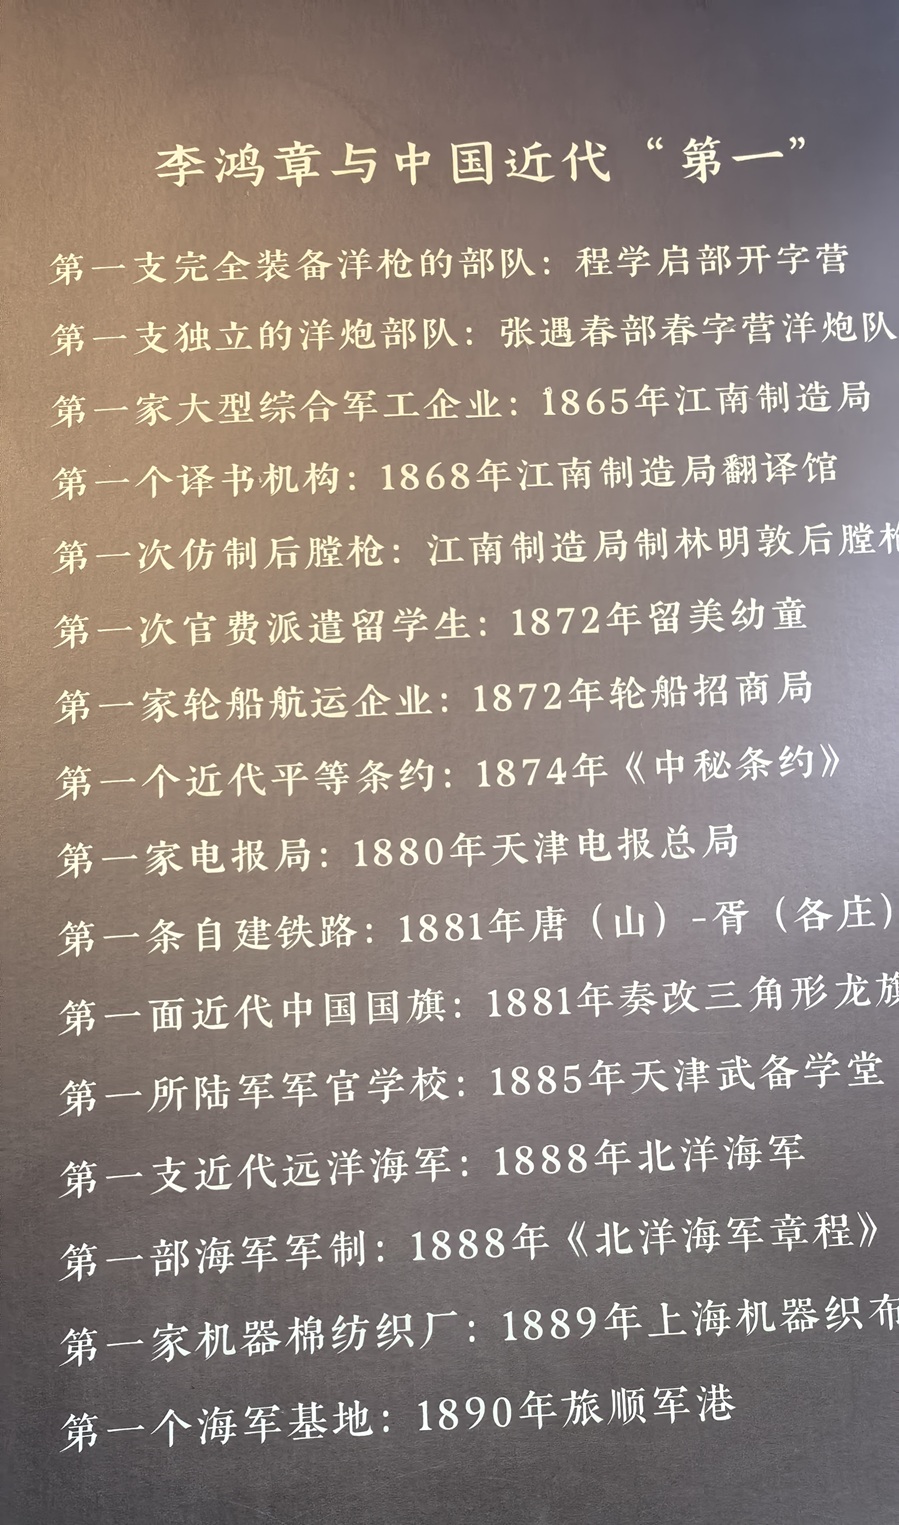 李鸿章与中国近代“第一”
第一支完全装备洋枪的部队：程学启部开字营
第一支独立的洋炮部队：张遇春部春字营洋炮队
第一家大型综合军工企业：1865年江南制造局
第一个译书机构：1868年江南制造局翻译馆
第一次仿制后膛枪：江南制造局制林明敦后膛枪
第一次官费派遣留学生：1872年留美幼童
第一家轮船航运企业：1872年轮船招商局
第一个近代平等条约：1874年《中秘条约》
第一家电报局：1880年天津电报总局
第一条自建铁路：1881年唐（山）-胥（各庄）
第一面近代中国国旗：1881年奏改三角形龙旗
第一所陆军军官学校：1885年天津武备学堂
第一支近代远洋海军：1888年北洋海军
第一部海军军制：1888年《北洋海军章程》
第一家机器棉纺织厂：1889年上海机器织布
第一个海军基地：1890年旅顺军港